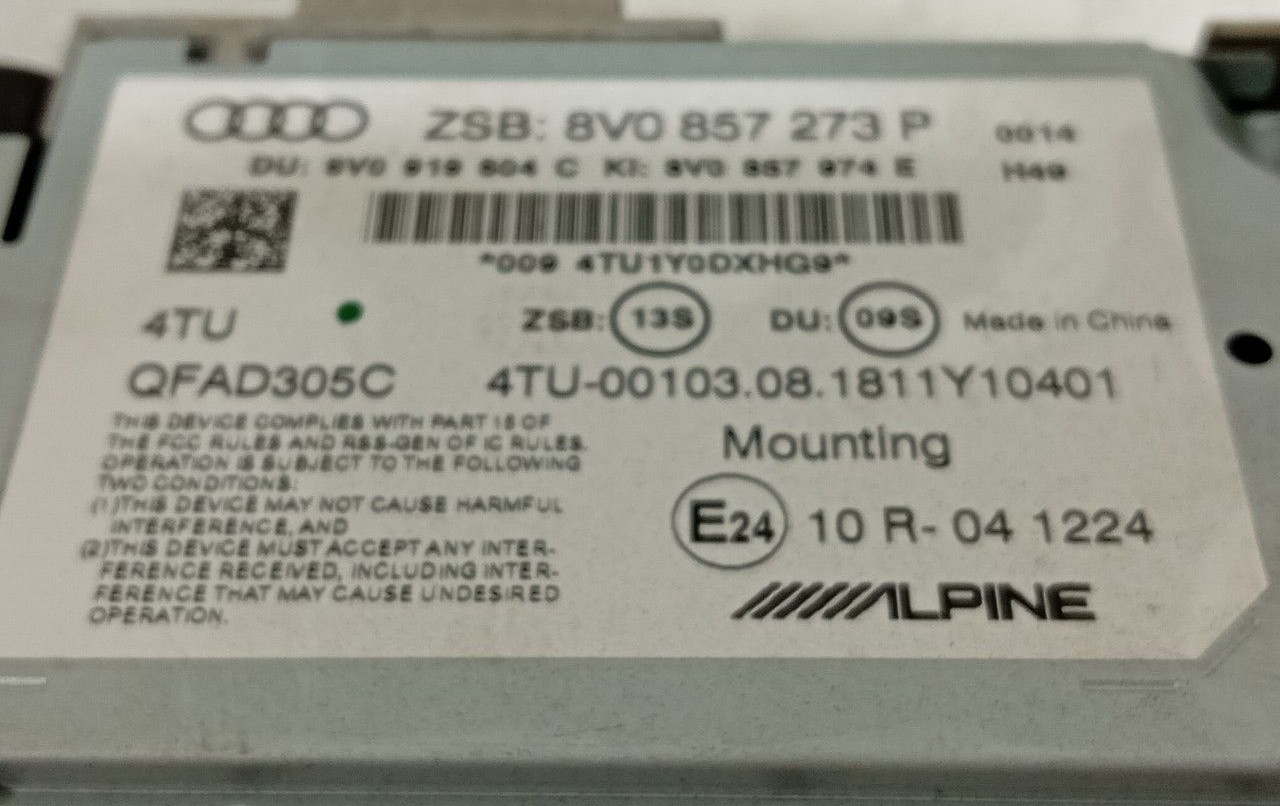 ZSB: 8V0 857 273 P 0014
DU: 8V0 919 604 C KI: 8V0 857 974 E H49
*009 4TU1Y0DXHG9*
4TU ZSB: 13S DU: 09S Made in China
QFAD305C 4TU-00103.08.1811Y10401
THIS DEVICE COMPLIES WITH PART 15 OF
THE FCC RULES AND RSS-GEN OF IC RULES.
OPERATION IS SUBJECT TO THE FOLLOWING
TWO CONDITIONS:
(1)THIS DEVICE MAY NOT CAUSE HARMFUL
INTERFERENCE, AND
(2)THIS DEVICE MUST ACCEPT ANY INTER-
FERENCE RECEIVED, INCLUDING INTER-
FERENCE THAT MAY CAUSE UNDESIRED
OPERATION.
Mounting
E24 10 R- 04 1224
ALPINE